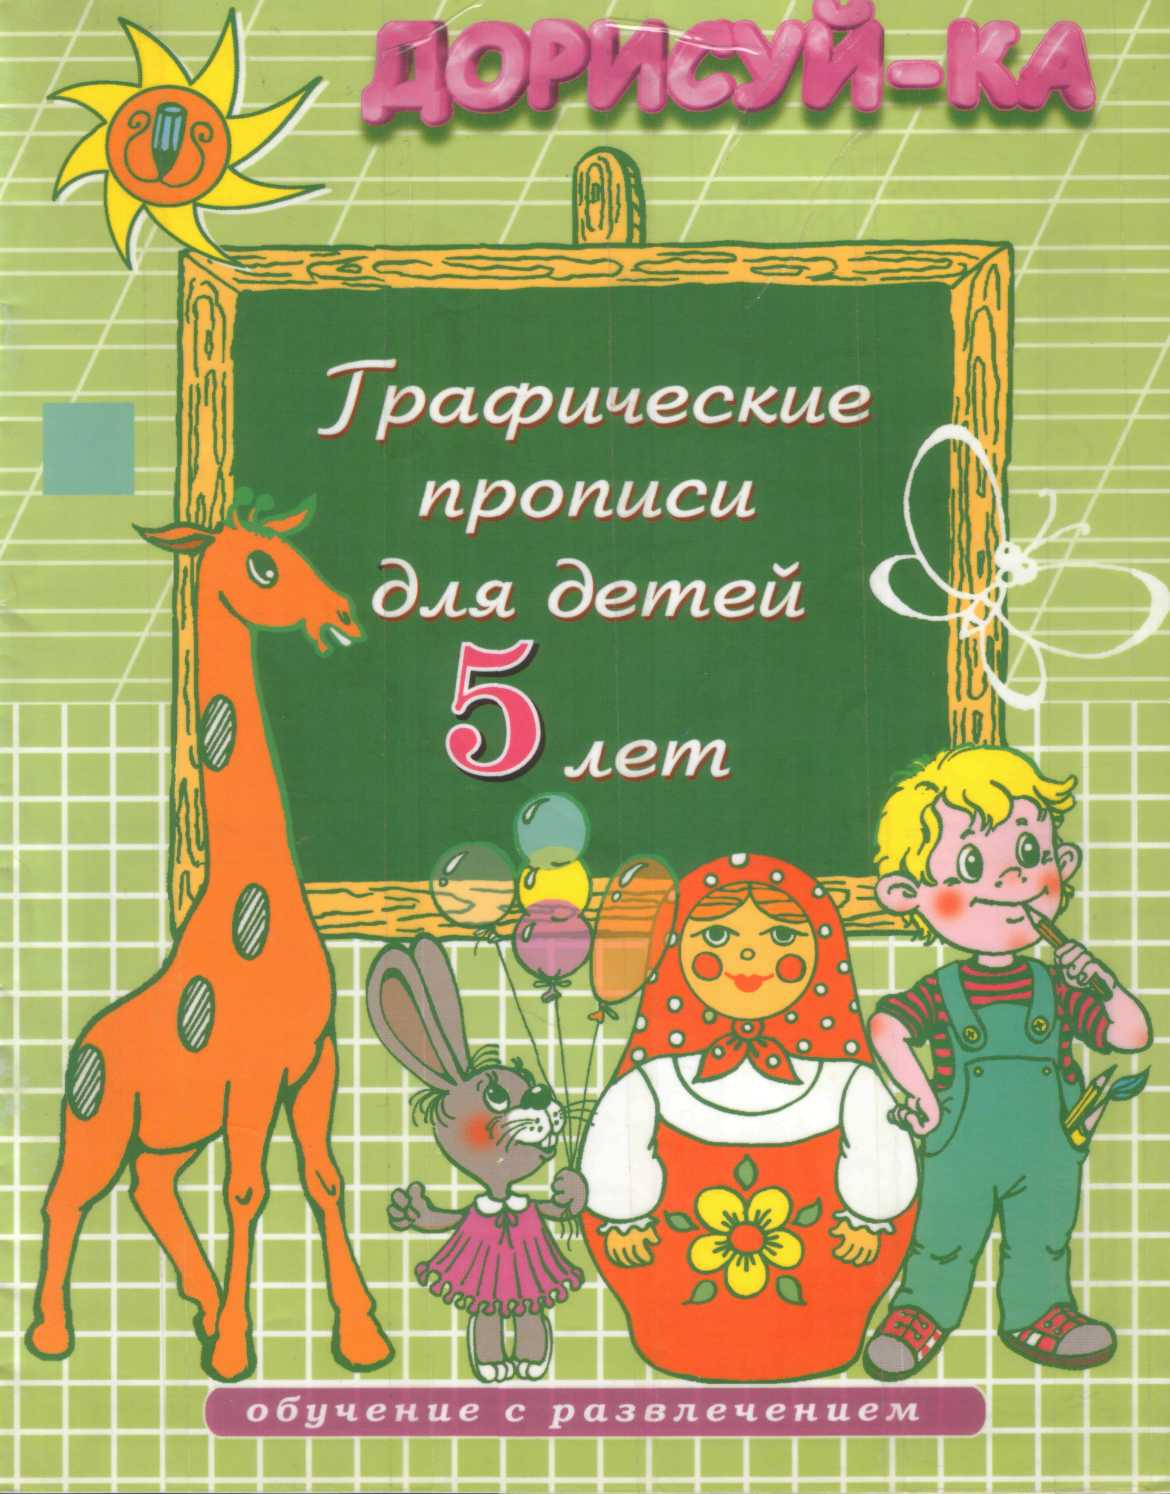 ДОРИСУЙ-КА
Графические
прописи
для детей
5 лет
обучение с развлечением